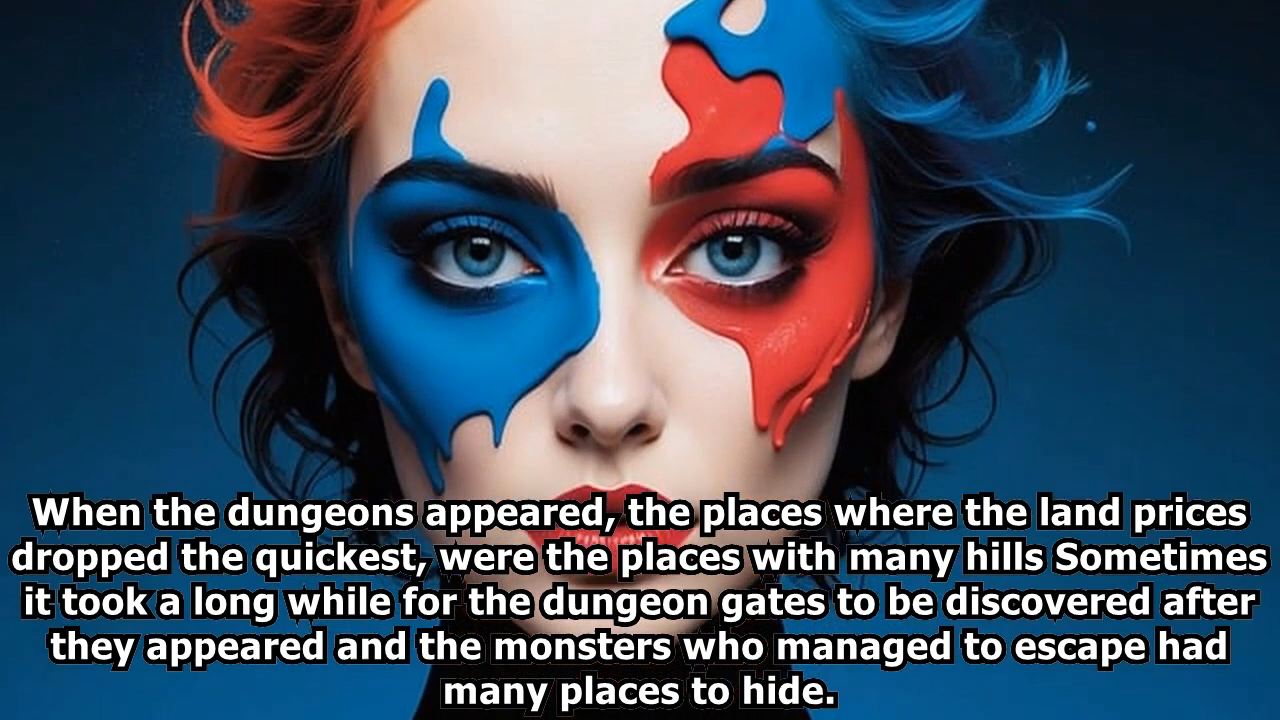 When the dungeons appeared, the places where the land prices
dropped the quickest, were the places with many hills Sometimes
it took a long while for the dungeon gates to be discovered after
they appeared and the monsters who managed to escape had
many places to hide.